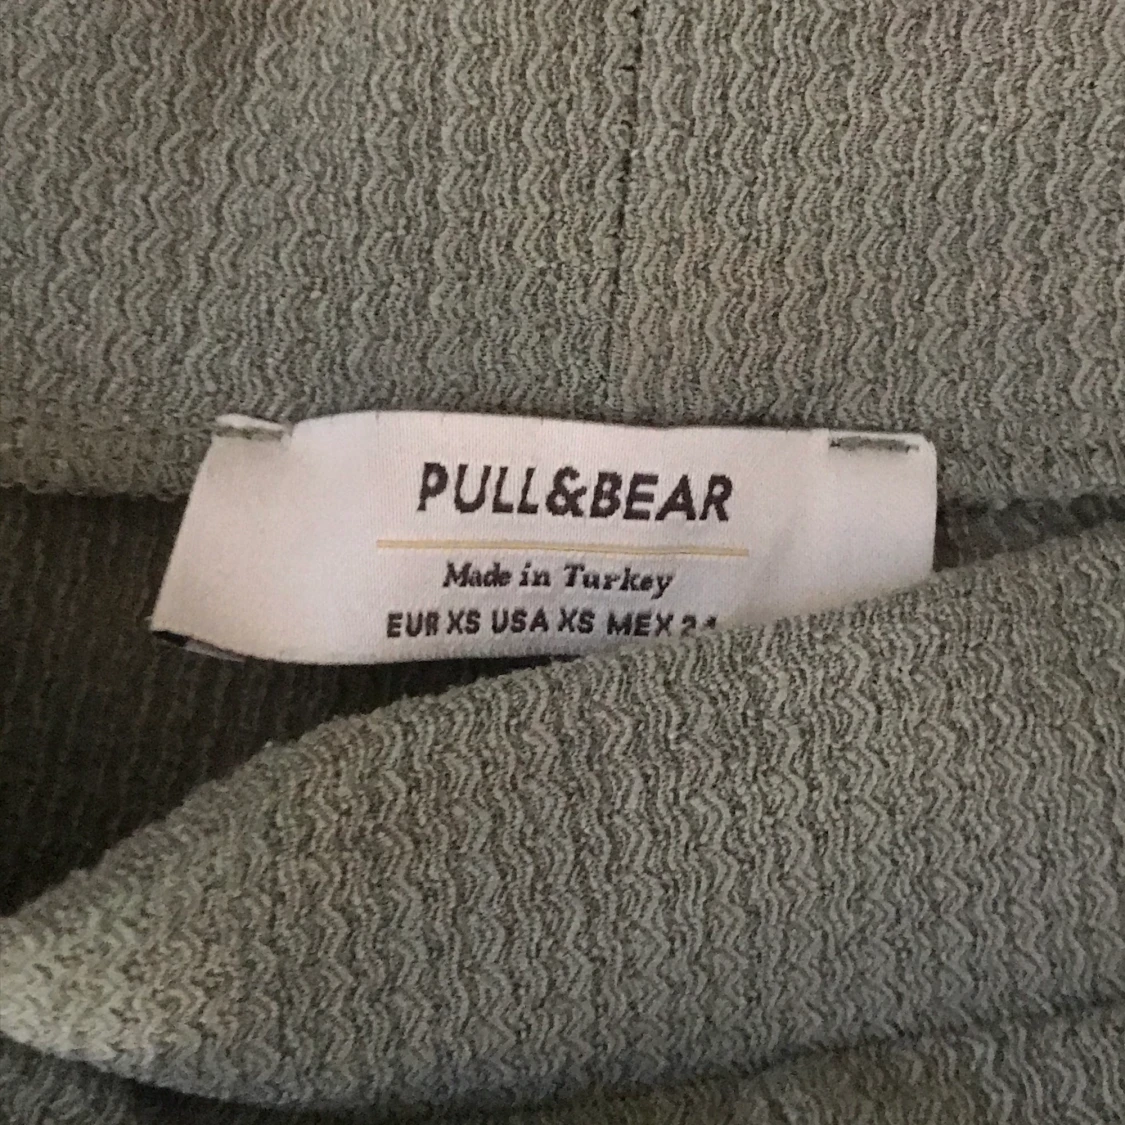 PULL&BEAR
Made in Turkey
EUR XS USA XS MEX